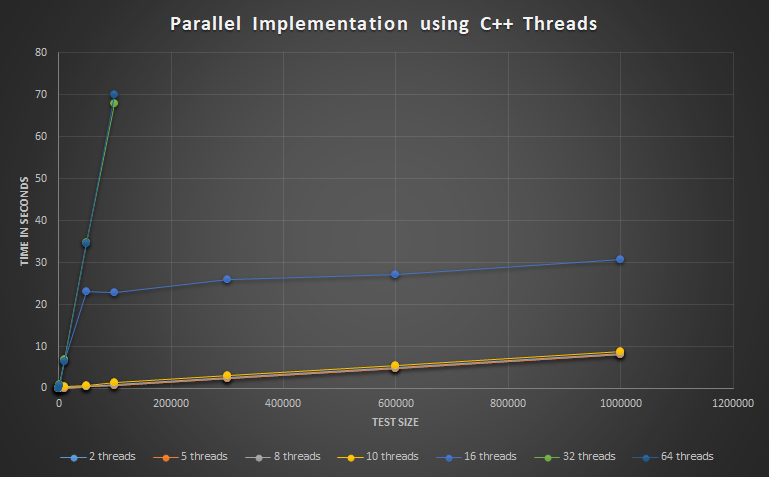 Parallel Implementation using C++ Threads
80
70
60
50
40
30
20
10
0
TIME IN SECONDS
0 200000 400000 600000 800000 1000000 1200000
TEST SIZE
2 threads 5 threads 8 threads 10 threads 16 threads 32 threads 64 threads